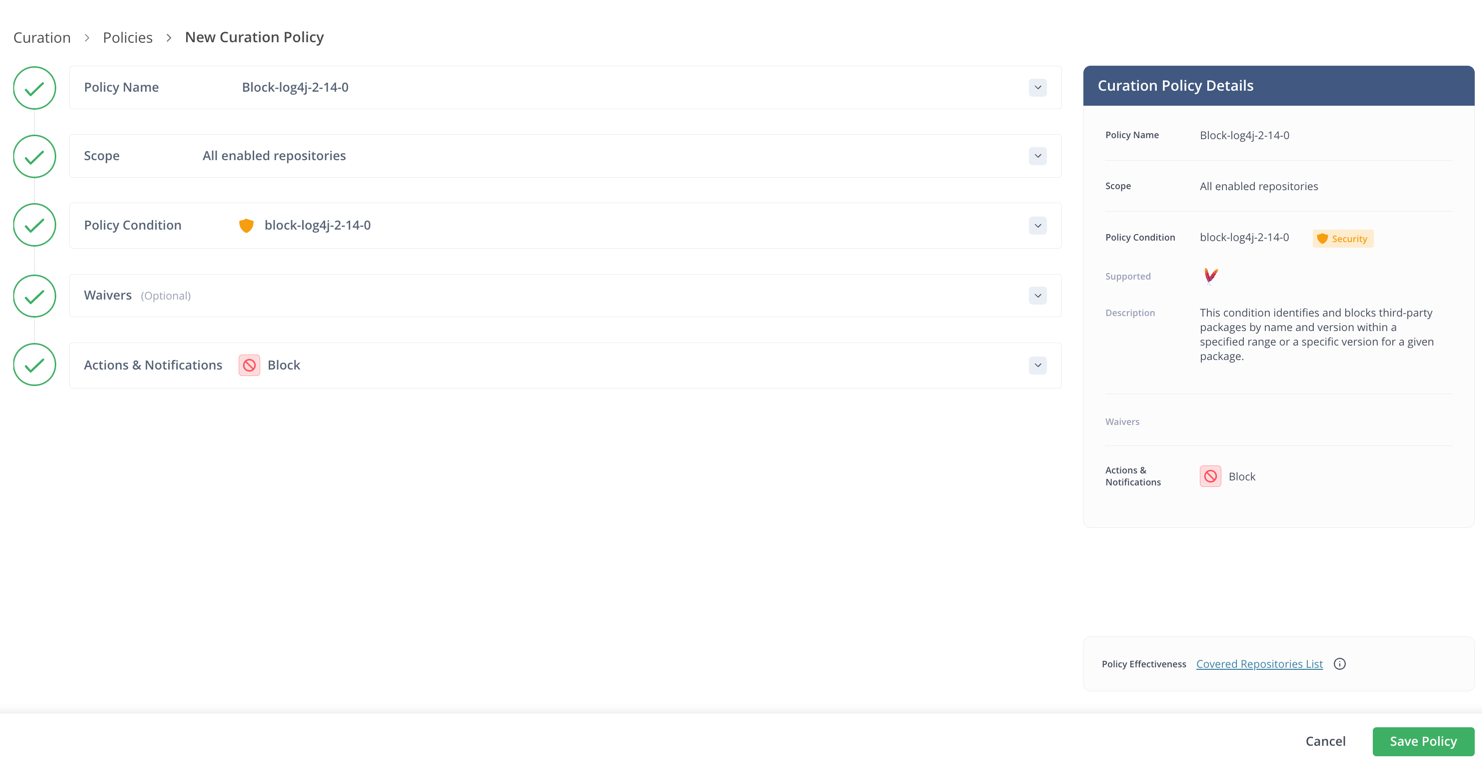 Curation > Policies > New Curation Policy
Policy Name Block-log4j-2-14-0
Scope All enabled repositories
Policy Condition block-log4j-2-14-0
Waivers (Optional)
Actions & Notifications Block
Curation Policy Details
Policy Name Block-log4j-2-14-0
Scope All enabled repositories
Policy Condition block-log4j-2-14-0 Security
Supported
Description This condition identifies and blocks third-party
packages by name and version within a
specified range or a specific version for a given
package.
Waivers
Actions &
Notifications Block
Policy Effectiveness Covered Repositories List
Cancel Save Policy